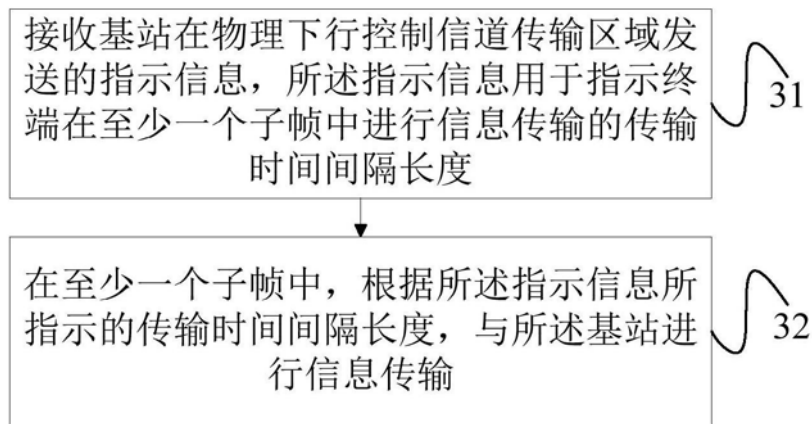 接收基站在物理下行控制信道传输区域发
送的指示信息，所述指示信息用于指示终
端在至少一个子帧中进行信息传输的传输
时间间隔长度
31
在至少一个子帧中，根据所述指示信息所
指示的传输时间间隔长度，与所述基站进
行信息传输
32